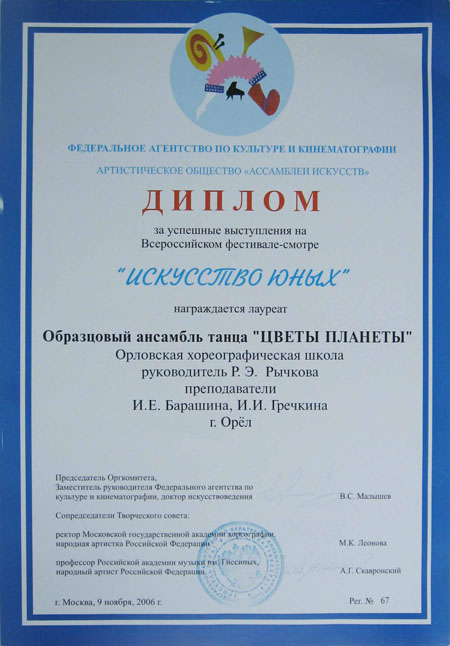 ФЕДЕРАЛЬНОЕ АГЕНТСТВО ПО КУЛЬТУРЕ И КИНЕМАТОГРАФИИ
АРТИСТИЧЕСКОЕ ОБЩЕСТВО «АССАМБЛЕИ ИСКУССТВ»
ДИПЛОМ
за успешные выступления на
Всероссийском фестивале-смотре
"ИСКУССТВО ЮНЫХ"
награждается лауреат
Образцовый ансамбль танца "ЦВЕТЫ ПЛАНЕТЫ"
Орловская хореографическая школа
руководитель Р. Э. Рычкова
преподаватели
И.Е. Барашина, И.И. Гречкина
г. Орёл
Председатель Оргкомитета,
Заместитель руководителя Федерального агентства по
культуре и кинематографии, доктор искусствоведения
В.С. Малышев
Сопредседатели Творческого совета:
ректор Московской государственной академии хореографии,
народная артистка Российской Федерации
М.К. Леонова
профессор Российской академии музыки им. Гнесиных,
народный артист Российской Федерации
А.Г. Скавронский
г. Москва, 9 ноября, 2006 г.
Рег. № 67